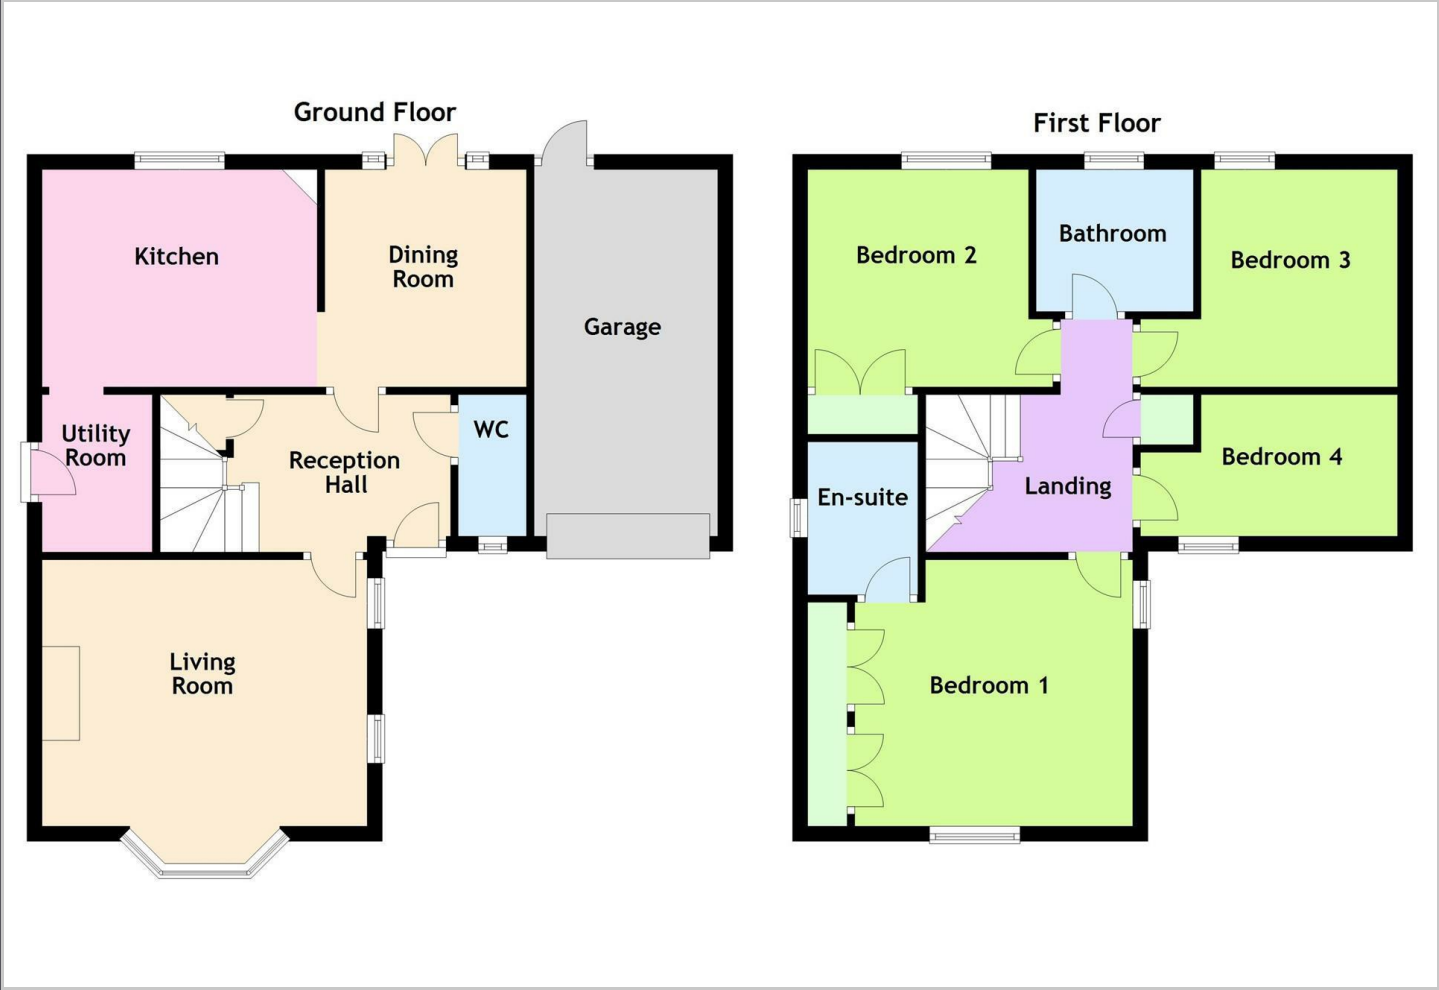 Ground Floor
Kitchen
Dining
Room
Garage
Utility
Room
Reception
Hall
WC
Living
Room
First Floor
Bedroom 2
Bathroom
Bedroom 3
En-suite
Landing
Bedroom 4
Bedroom 1